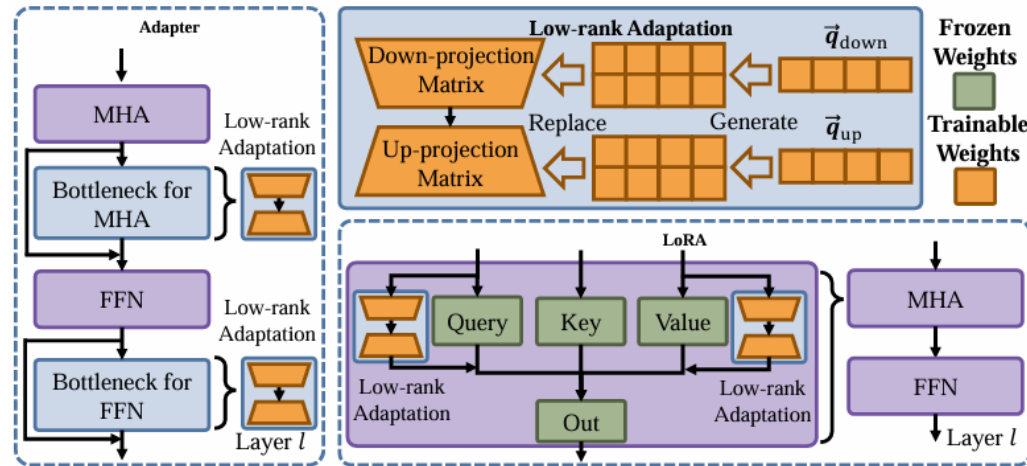 Adapter
MHA
Low-rank
Adaptation
Bottleneck for
MHA
FFN
Low-rank
Adaptation
Bottleneck for
FFN
Layer l
Low-rank Adaptation
Down-projection
Matrix
q⃗down
Replace
Generate
Up-projection
Matrix
q⃗up
Frozen
Weights
Trainable
Weights
LoRA
Query
Key
Value
Low-rank
Adaptation
Low-rank
Adaptation
Out
MHA
FFN
Layer l